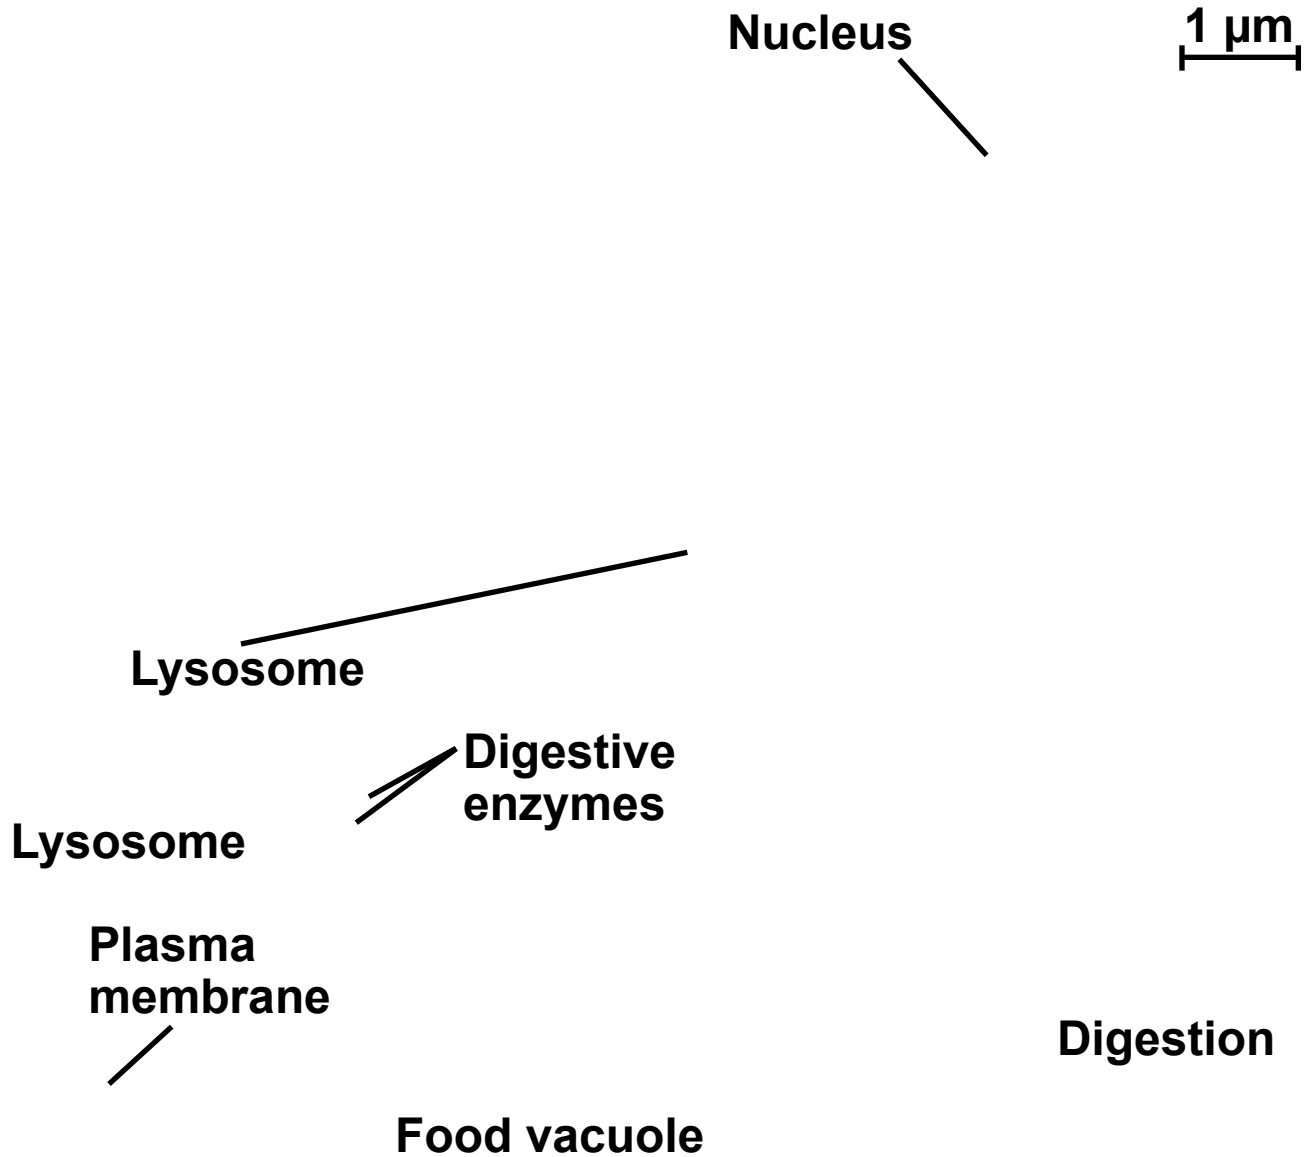 Nucleus
1 µm
Lysosome
Digestive
enzymes
Lysosome
Plasma
membrane
Digestion
Food vacuole